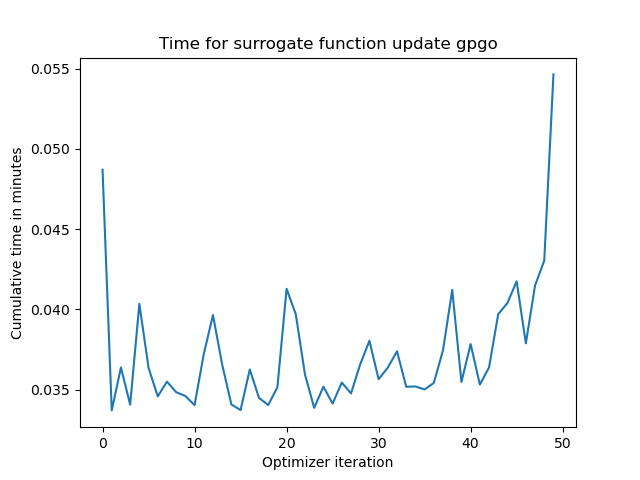 Time for surrogate function update gpgo
0.055
0.050
0.045
0.040
0.035
Cumulative time in minutes
0 10 20 30 40 50
Optimizer iteration